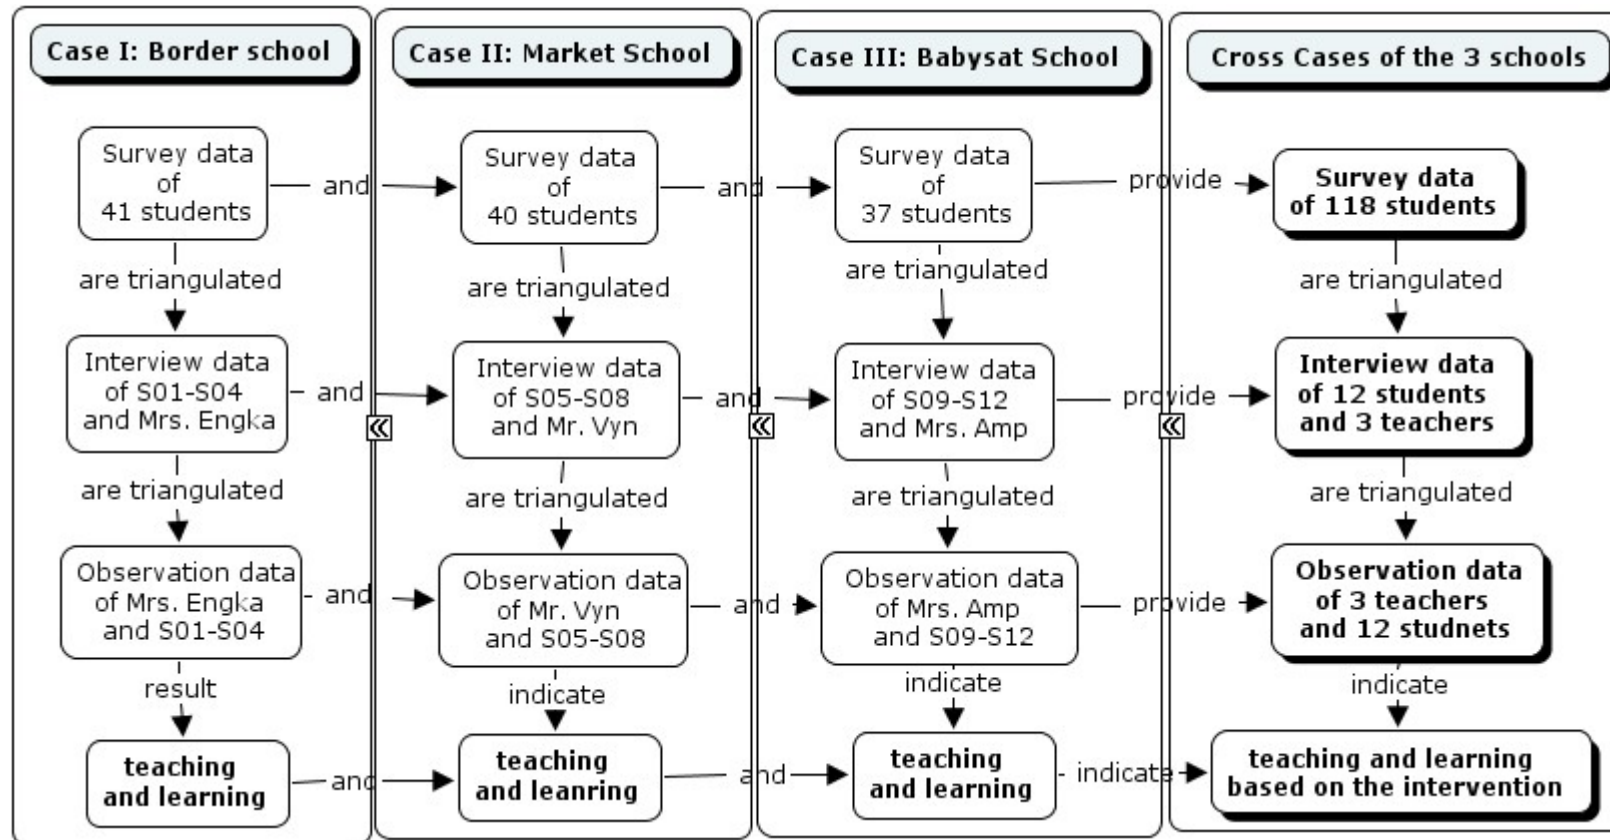 Case I: Border school
Survey data
of
41 students
are triangulated
Interview data
of S01-S04
and Mrs. Engka
are triangulated
Observation data
of Mrs. Engka
and S01-S04
result
teaching
and learning
and
and
and
and
Case II: Market School
Survey data
of
40 students
are triangulated
Interview data
of S05-S08
and Mr. Vyn
are triangulated
Observation data
of Mr. Vyn
and S05-S08
indicate
teaching
and leanring
and
and
and
and
Case III: Babysat School
Survey data
of
37 students
are triangulated
Interview data
of S09-S12
and Mrs. Amp
are triangulated
Observation data
of Mrs. Amp
and S09-S12
indicate
teaching
and learning
provide
provide
provide
indicate
Cross Cases of the 3 schools
Survey data
of 118 students
are triangulated
Interview data
of 12 students
and 3 teachers
are triangulated
Observation data
of 3 teachers
and 12 studnets
indicate
teaching and learning
based on the intervention